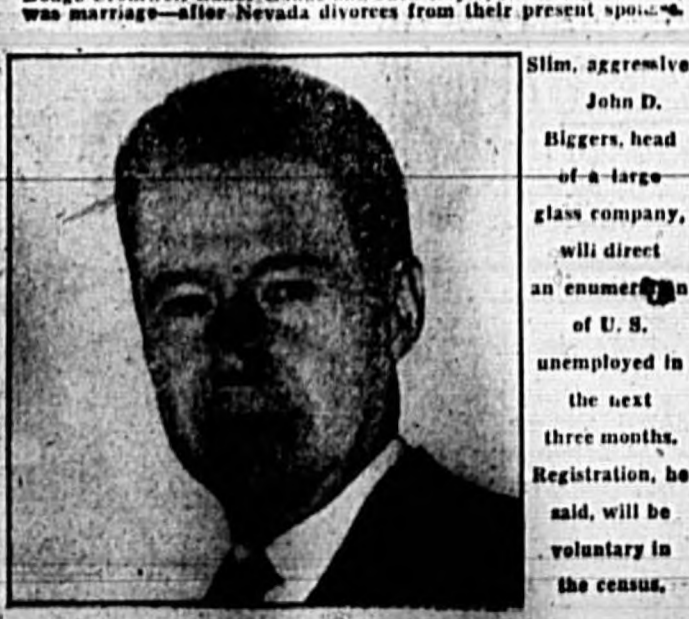 was marriage—after Nevada divorces from their present
Slim, aggressive
John D.
Biggers, head
of a large
glass company,
will direct
an
of U. S.
unemployed in
the next
three months.
Registration, he
said, will be
voluntary in
the census.